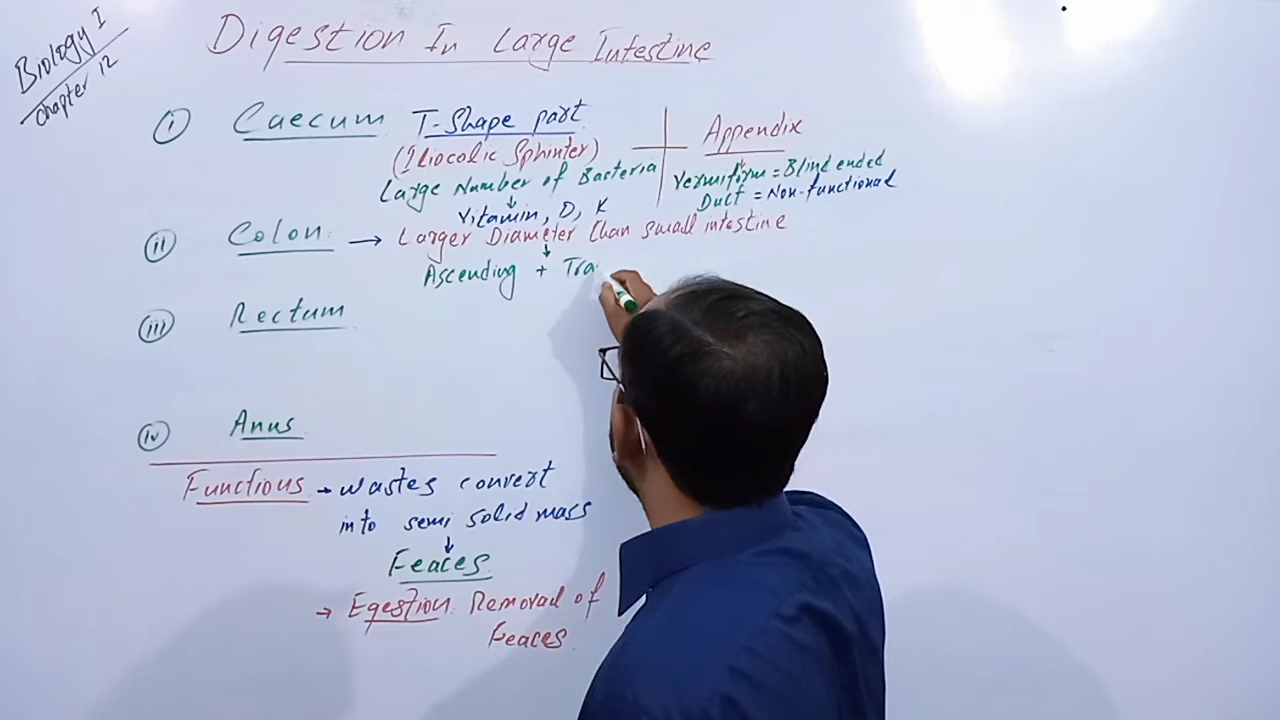 Biology I
Chapter 12
Digestion In Large Intestine
i Caecum T-Shape part
(Iliocolic Sphinter)
Large Number of Bacteria
Vitamin, D, K
Appendix
Vermiform = Blind ended
Duct = Non-functional
ii Colon → Larger Diameter than small intestine
Ascending + Tra
iii Rectum
iv Anus
Functions → wastes convert
into semi solid mass
Feaces
→ Egestion: Removal of
Feaces